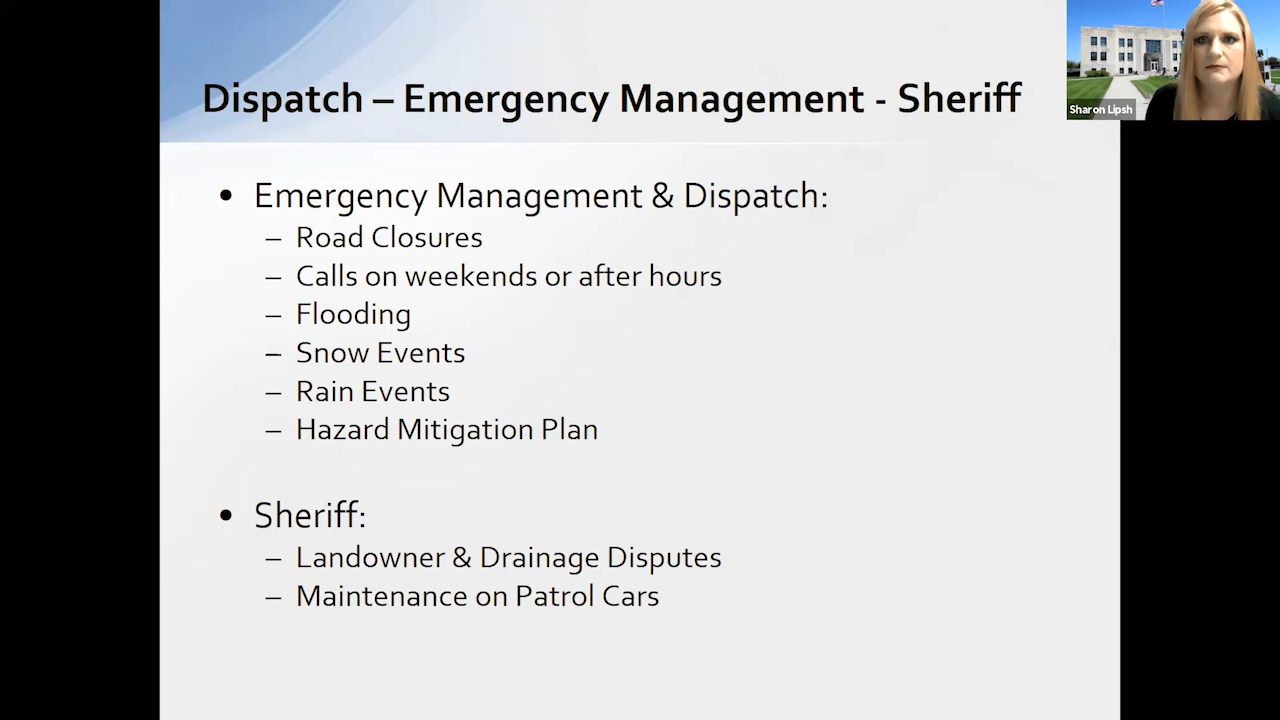 Dispatch – Emergency Management - Sheriff
Sharon Lipsh
• Emergency Management & Dispatch:
– Road Closures
– Calls on weekends or after hours
– Flooding
– Snow Events
– Rain Events
– Hazard Mitigation Plan
• Sheriff:
– Landowner & Drainage Disputes
– Maintenance on Patrol Cars